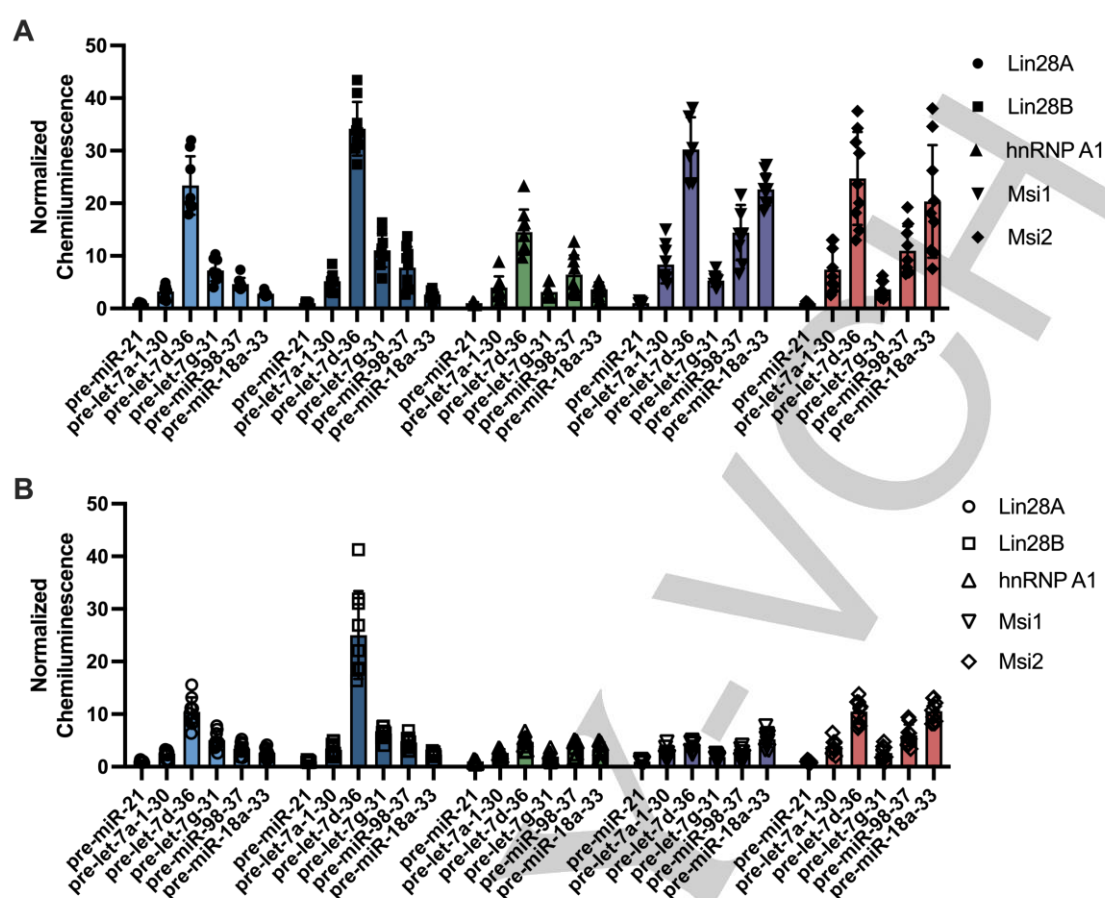 A
Normalized
Chemiluminescence
50
40
30
20
10
0
Lin28A
Lin28B
hnRNP A1
Msi1
Msi2
pre-miR-21
pre-let-7a-1-30
pre-let-7d-36
pre-let-7g-31
pre-miR-98-37
pre-miR-18a-33
pre-miR-21
pre-let-7a-1-30
pre-let-7d-36
pre-let-7g-31
pre-miR-98-37
pre-miR-18a-33
pre-miR-21
pre-let-7a-1-30
pre-let-7d-36
pre-let-7g-31
pre-miR-98-37
pre-miR-18a-33
pre-miR-21
pre-let-7a-1-30
pre-let-7d-36
pre-let-7g-31
pre-miR-98-37
pre-miR-18a-33
pre-miR-21
pre-let-7a-1-30
pre-let-7d-36
pre-let-7g-31
pre-miR-98-37
pre-miR-18a-33
B
Normalized
Chemiluminescence
50
40
30
20
10
0
Lin28A
Lin28B
hnRNP A1
Msi1
Msi2
pre-miR-21
pre-let-7a-1-30
pre-let-7d-36
pre-let-7g-31
pre-miR-98-37
pre-miR-18a-33
pre-miR-21
pre-let-7a-1-30
pre-let-7d-36
pre-let-7g-31
pre-miR-98-37
pre-miR-18a-33
pre-miR-21
pre-let-7a-1-30
pre-let-7d-36
pre-let-7g-31
pre-miR-98-37
pre-miR-18a-33
pre-miR-21
pre-let-7a-1-30
pre-let-7d-36
pre-let-7g-31
pre-miR-98-37
pre-miR-18a-33
pre-miR-21
pre-let-7a-1-30
pre-let-7d-36
pre-let-7g-31
pre-miR-98-37
pre-miR-18a-33
-VCH